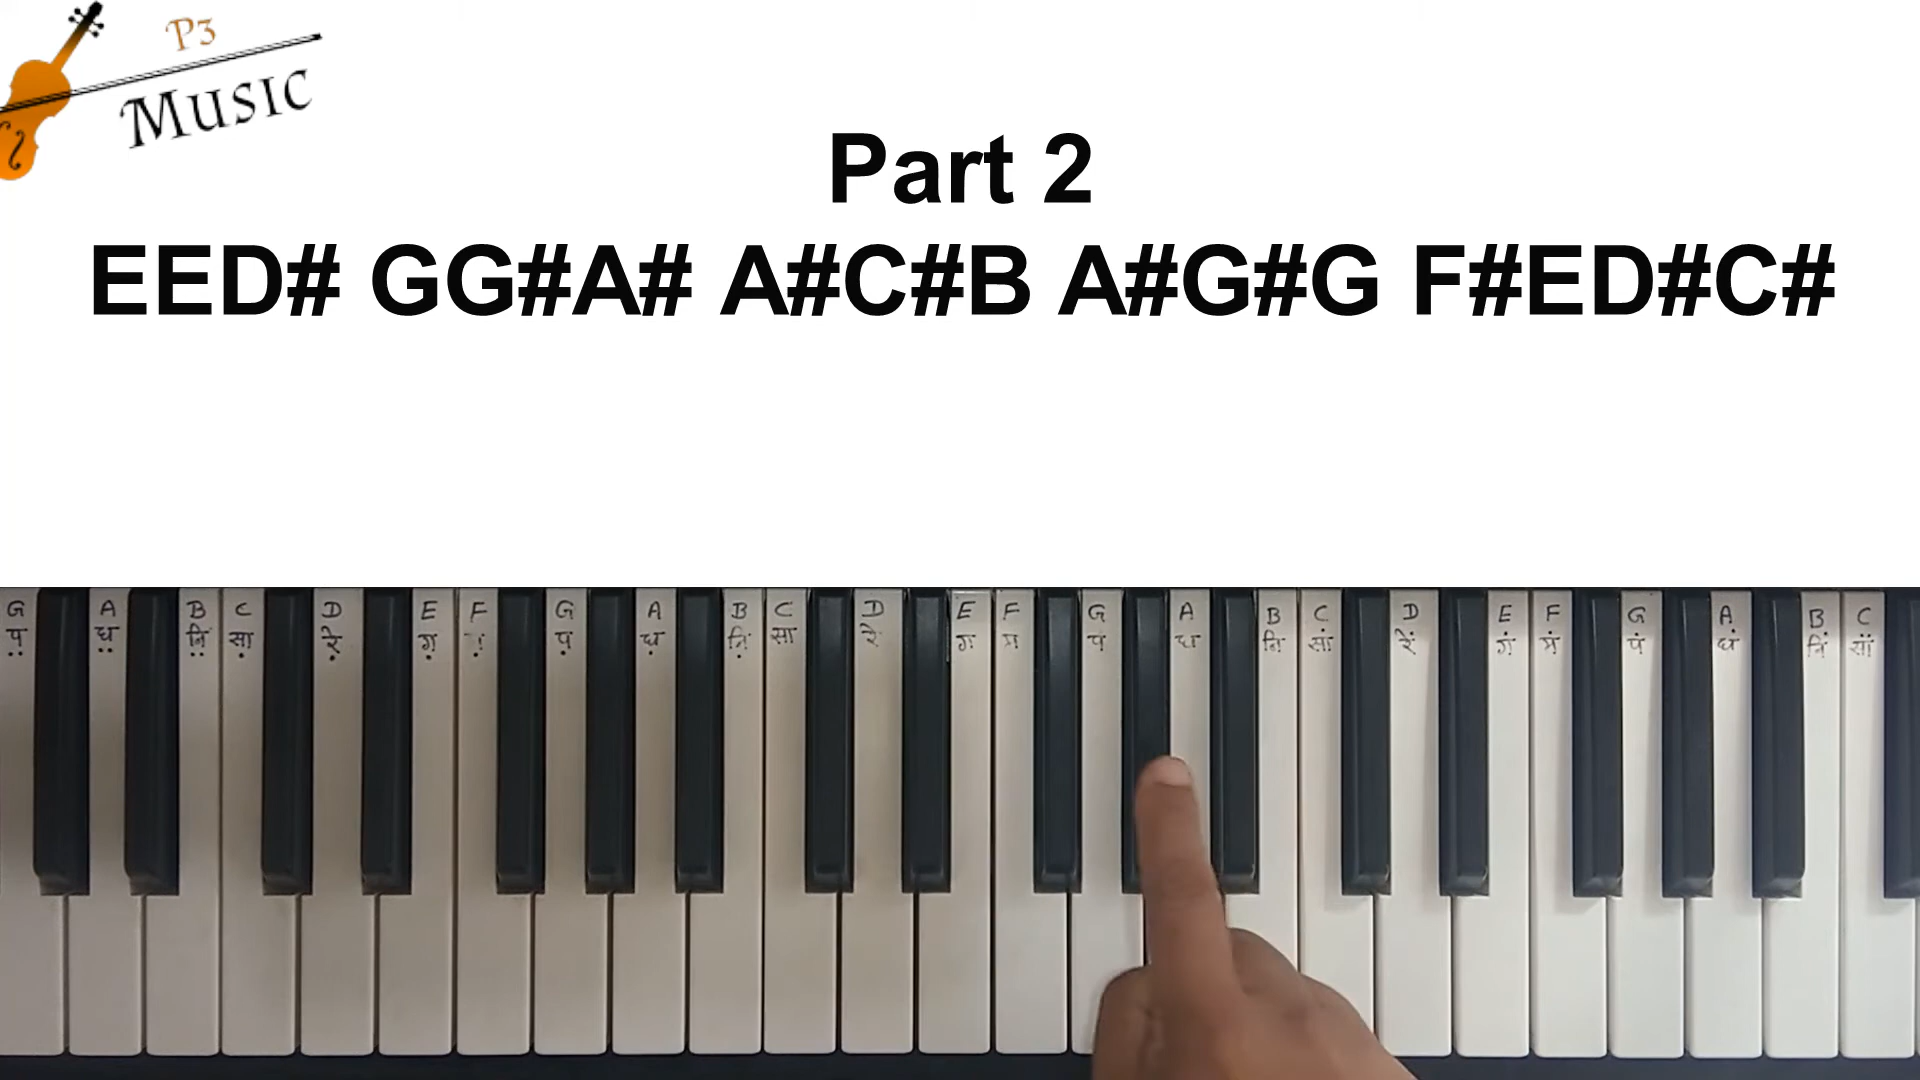 P3
Music
Part 2
EED# GG#A# A#C#B A#G#G F#ED#C#
G A B C D E F G A B C D E F G A B C D E F G A B C
प़़ ध़़ नि़़ सा़ रे़ ग़ प़ ध़ नि़ सा रे ग म प ध नि सां रें गं मं पं धं निं सांं